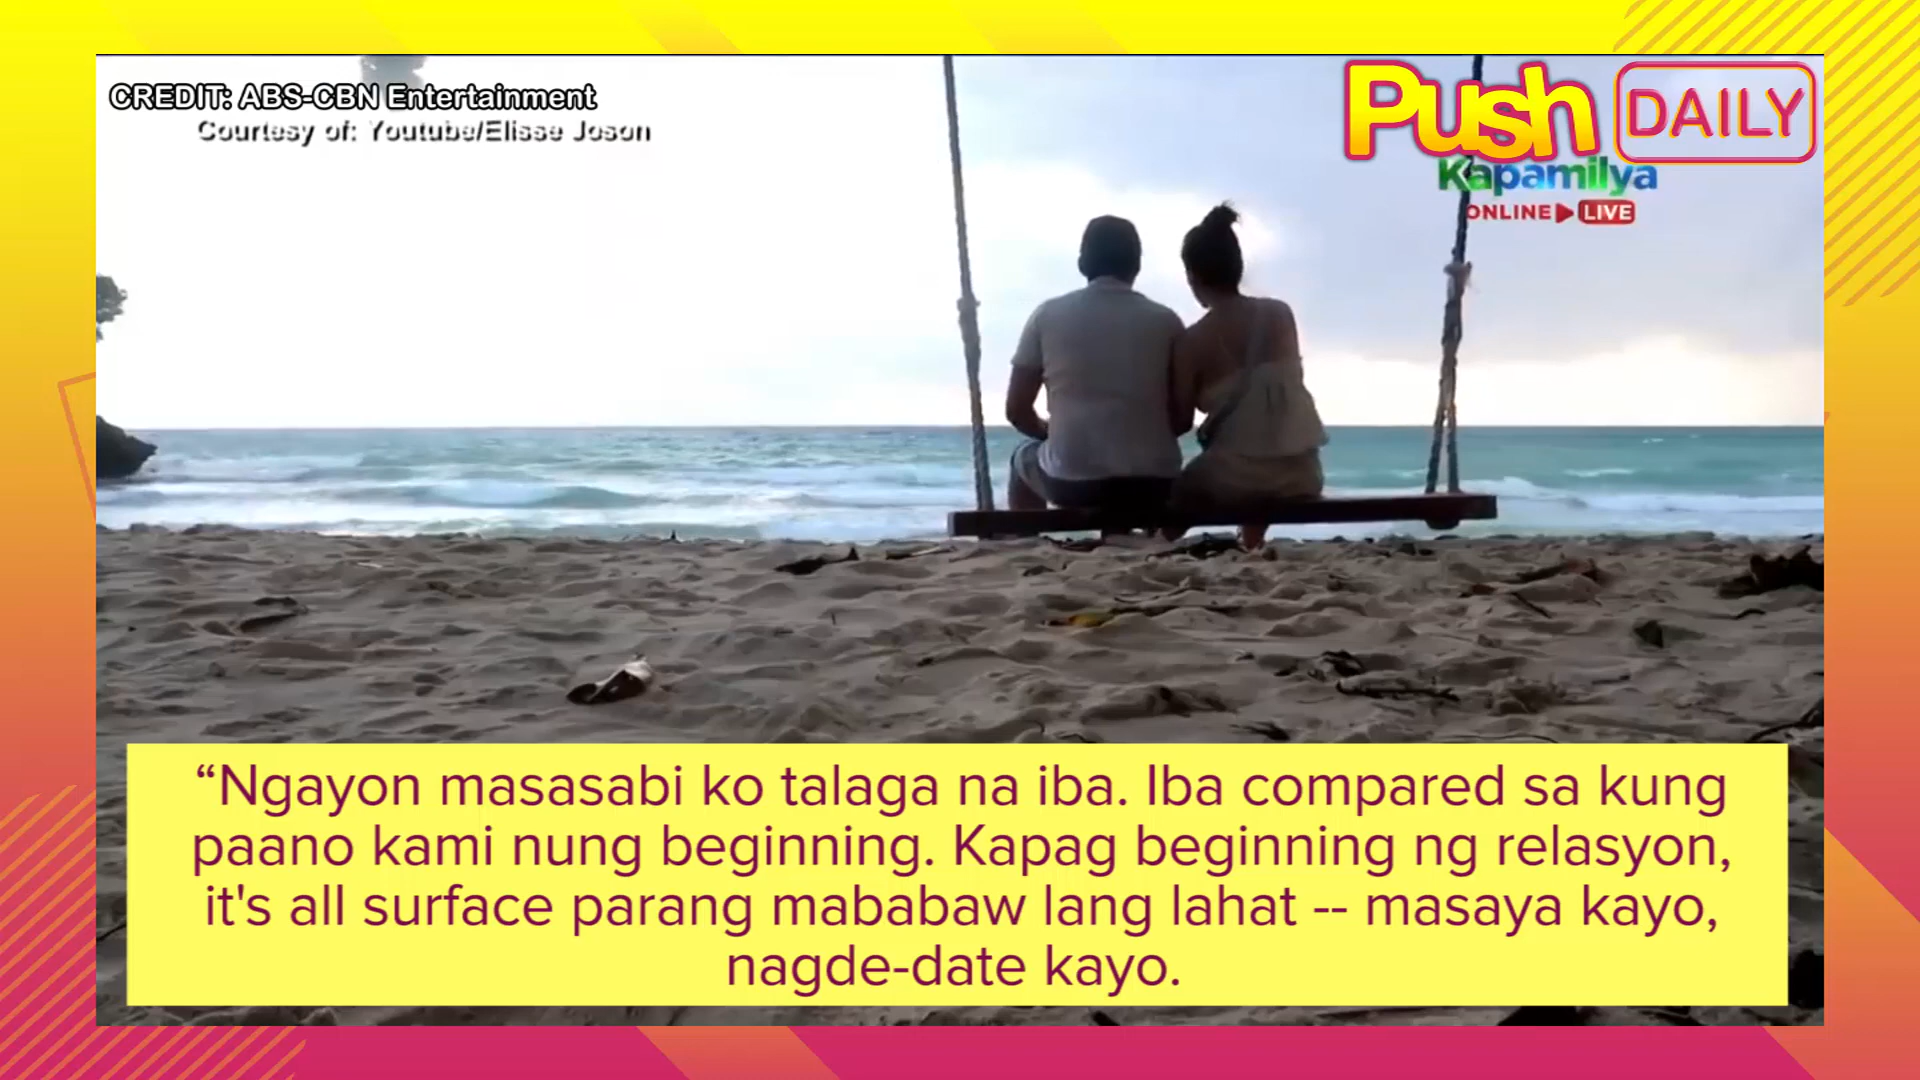 CREDIT: ABS-CBN Entertainment
Courtesy of: Youtube/Elisse Joson
Push DAILY
Kapamilya
ONLINE LIVE
“Ngayon masasabi ko talaga na iba. Iba compared sa kung
paano kami nung beginning. Kapag beginning ng relasyon,
it's all surface parang mababaw lang lahat -- masaya kayo,
nagde-date kayo.